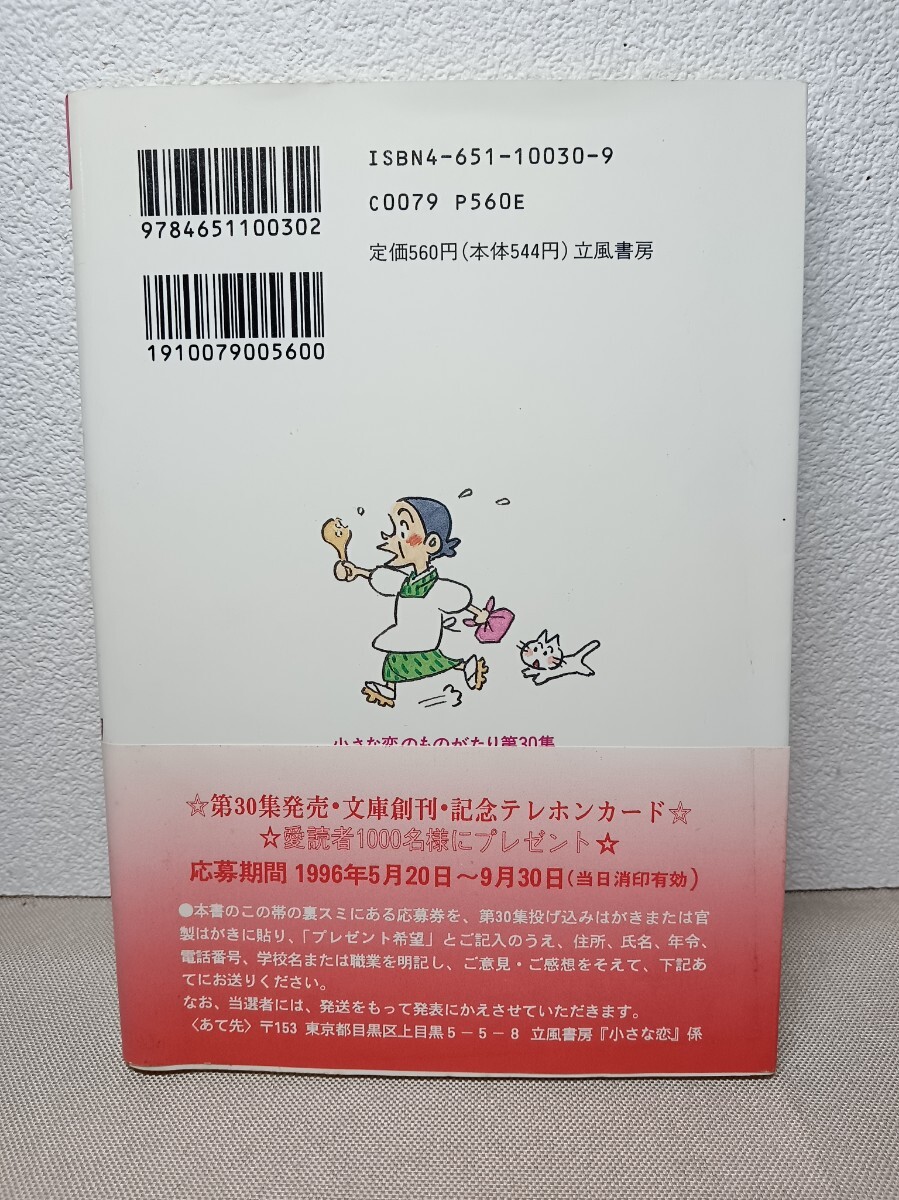 ISBN4-651-10030-9
9784651100302
C0079 P560E
定価560円(本体544円)立風書房
1910079005600
小さな恋のものがたり第30集
☆第30集発売・文庫創刊・記念テレホンカード☆
☆愛読者1000名様にプレゼント☆
応募期間 1996年5月20日〜9月30日(当日消印有効)
●本書のこの帯の裏スミにある応募券を、第30集投げ込みはがきまたは官
製はがきに貼り、「プレゼント希望」とご記入のうえ、住所、氏名、年令、
電話番号、学校名または職業を明記し、ご意見・ご感想をそえて、下記あ
てにお送りください。
なお、当選者には、発送をもって発表にかえさせていただきます。
〈あて先〉〒153 東京都目黒区上目黒5−5−8 立風書房『小さな恋』係